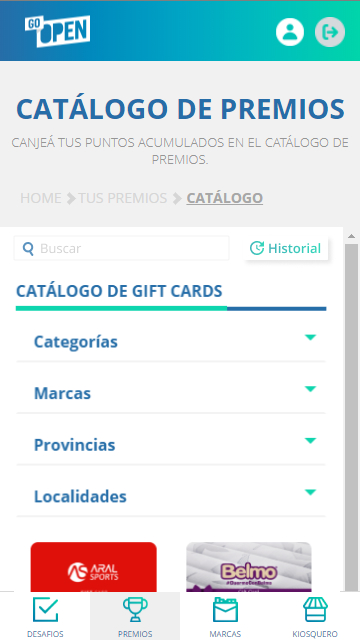 GO
OPEN
CATÁLOGO DE PREMIOS
CANJEÁ TUS PUNTOS ACUMULADOS EN EL CATÁLOGO DE
PREMIOS.
HOME TUS PREMIOS CATÁLOGO
Buscar
Historial
CATÁLOGO DE GIFT CARDS
Categorías
Marcas
Provincias
Localidades
ARAL
SPORTS
Belmo
DESAFIOS PREMIOS MARCAS KIOSQUERO